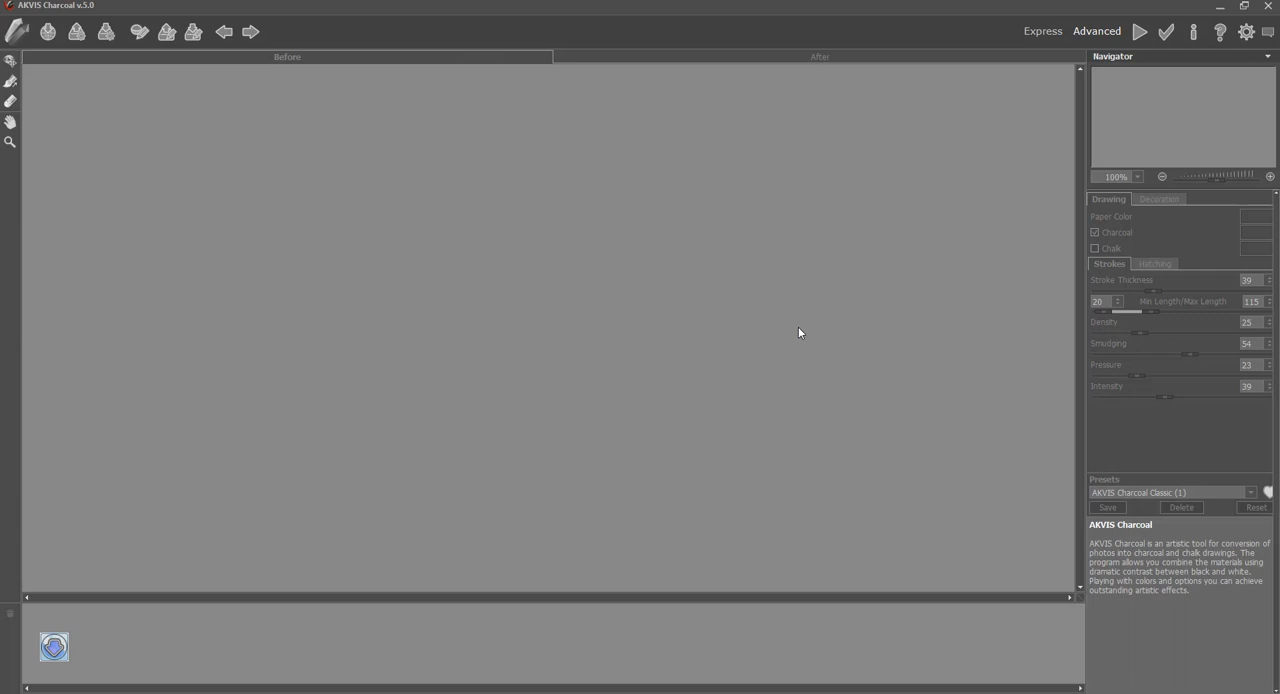 AKVIS Charcoal v.5.0
Express Advanced
Before After
Navigator
100%
Drawing Decoration
Paper Color
Charcoal
Chalk
Strokes Hatching
Stroke Thickness 39
20 Min Length/Max Length 115
Density 25
Smudging 54
Pressure 23
Intensity 39
Presets
AKVIS Charcoal Classic (1)
Save Delete Reset
AKVIS Charcoal
AKVIS Charcoal is an artistic tool for conversion of
photos into charcoal and chalk drawings. The
program allows you combine the materials using
dramatic contrast between black and white.
Playing with colors and options you can achieve
outstanding artistic effects.